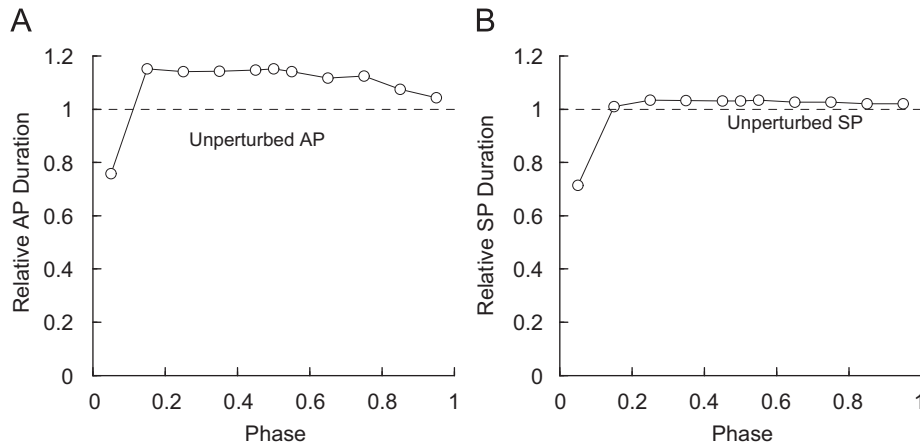 A
Relative AP Duration
1.2
1
0.8
0.6
0.4
0.2
0
Unperturbed AP
0 0.2 0.4 0.6 0.8 1
Phase
B
Relative SP Duration
1.2
1
0.8
0.6
0.4
0.2
0
Unperturbed SP
0 0.2 0.4 0.6 0.8 1
Phase